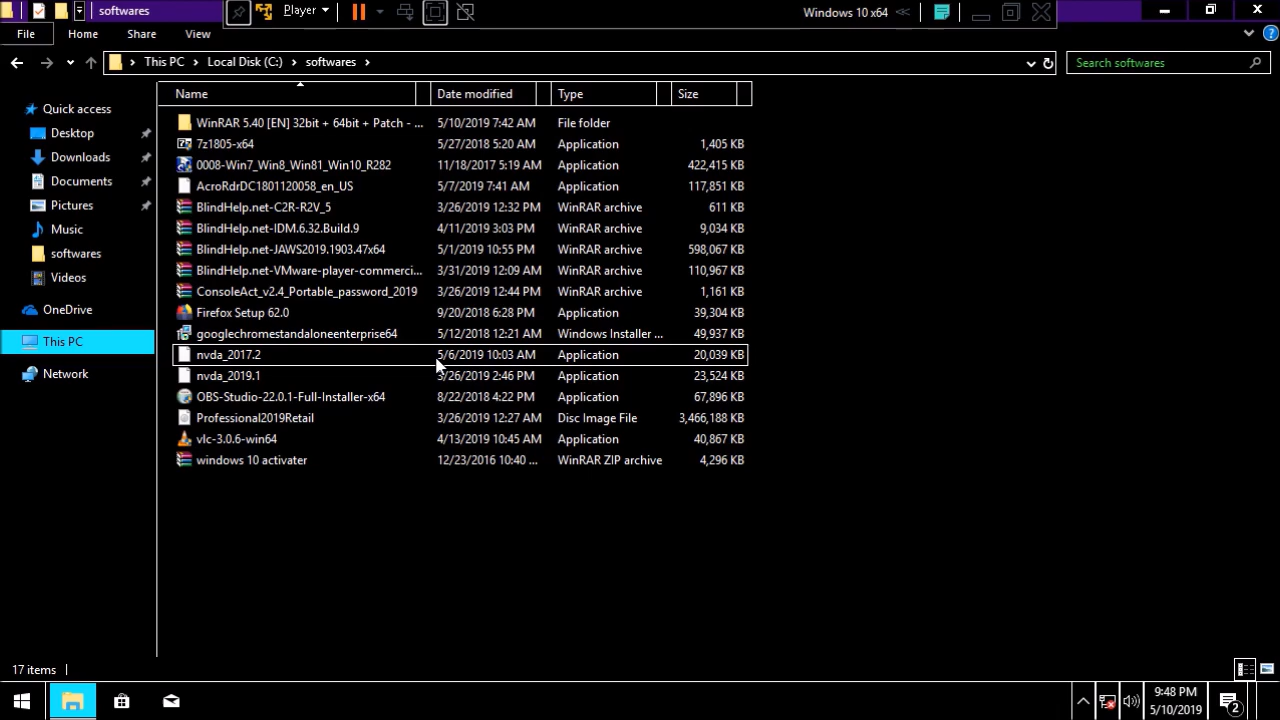 softwares
Player
Windows 10 x64
File Home Share View
This PC Local Disk (C:) softwares
Search softwares
Name Date modified Type Size
Quick access
Desktop
Downloads
Documents
Pictures
Music
softwares
Videos
OneDrive
This PC
Network
WinRAR 5.40 [EN] 32bit + 64bit + Patch - ... 5/10/2019 7:42 AM File folder
7z1805-x64 5/27/2018 5:20 AM Application 1,405 KB
0008-Win7_Win8_Win81_Win10_R282 11/18/2017 5:19 AM Application 422,415 KB
AcroRdrDC1801120058_en_US 5/7/2019 7:41 AM Application 117,851 KB
BlindHelp.net-C2R-R2V_5 3/26/2019 12:32 PM WinRAR archive 611 KB
BlindHelp.net-IDM.6.32.Build.9 4/11/2019 3:03 PM WinRAR archive 9,034 KB
BlindHelp.net-JAWS2019.1903.47x64 5/1/2019 10:55 PM WinRAR archive 598,067 KB
BlindHelp.net-VMware-player-commerci... 3/31/2019 12:09 AM WinRAR archive 110,967 KB
ConsoleAct_v2.4_Portable_password_2019 3/26/2019 12:44 PM WinRAR archive 1,161 KB
Firefox Setup 62.0 9/20/2018 6:28 PM Application 39,304 KB
googlechromestandaloneenterprise64 5/12/2018 12:21 AM Windows Installer ... 49,937 KB
nvda_2017.2 5/6/2019 10:03 AM Application 20,039 KB
nvda_2019.1 3/26/2019 2:46 PM Application 23,524 KB
OBS-Studio-22.0.1-Full-Installer-x64 8/22/2018 4:22 PM Application 67,896 KB
Professional2019Retail 3/26/2019 12:27 AM Disc Image File 3,466,188 KB
vlc-3.0.6-win64 4/13/2019 10:45 AM Application 40,867 KB
windows 10 activater 12/23/2016 10:40 ... WinRAR ZIP archive 4,296 KB
17 items
9:48 PM
5/10/2019
2